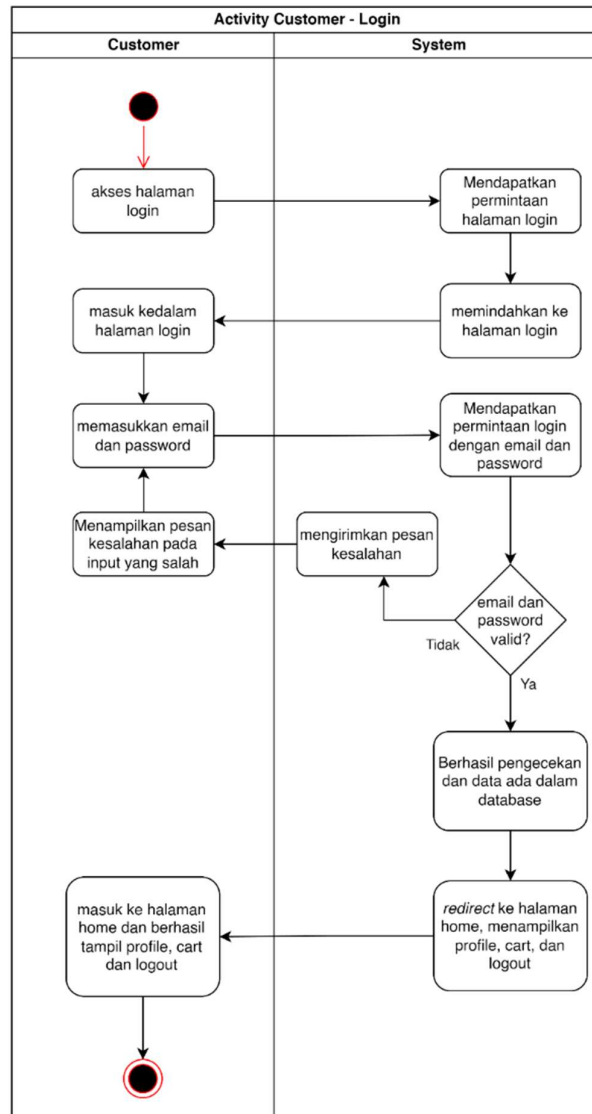 Activity Customer - Login
Customer
System
akses halaman
login
Mendapatkan
permintaan
halaman login
masuk kedalam
halaman login
memindahkan ke
halaman login
memasukkan email
dan password
Mendapatkan
permintaan login
dengan email dan
password
Menampilkan pesan
kesalahan pada
input yang salah
mengirimkan pesan
kesalahan
email dan
password
valid?
Tidak
Ya
Berhasil pengecekan
dan data ada dalam
database
masuk ke halaman
home dan berhasil
tampil profile, cart
dan logout
redirect ke halaman
home, menampilkan
profile, cart, dan
logout